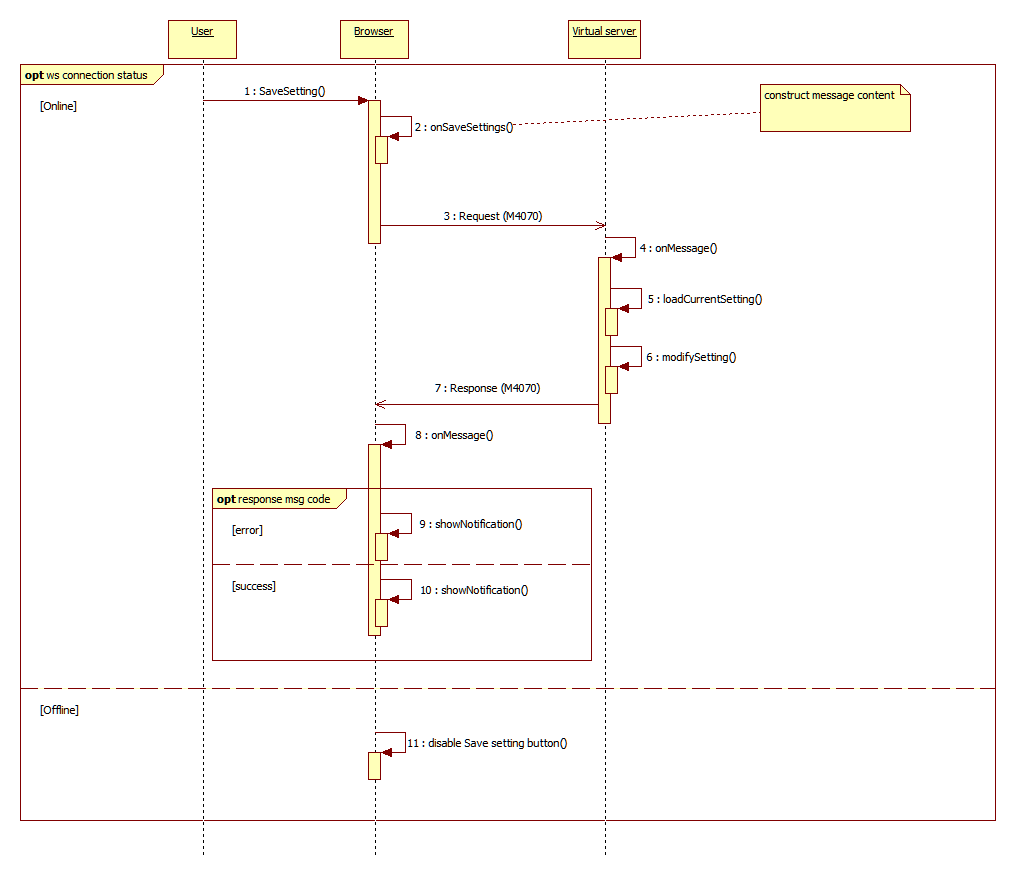 User
Browser
Virtual server
opt ws connection status
[Online]
1 : SaveSetting()
construct message content
2 : onSaveSettings()
3 : Request (M4070)
4 : onMessage()
5 : loadCurrentSetting()
6 : modifySetting()
7 : Response (M4070)
8 : onMessage()
opt response msg code
[error]
9 : showNotification()
[success]
10 : showNotification()
[Offline]
11 : disable Save setting button()